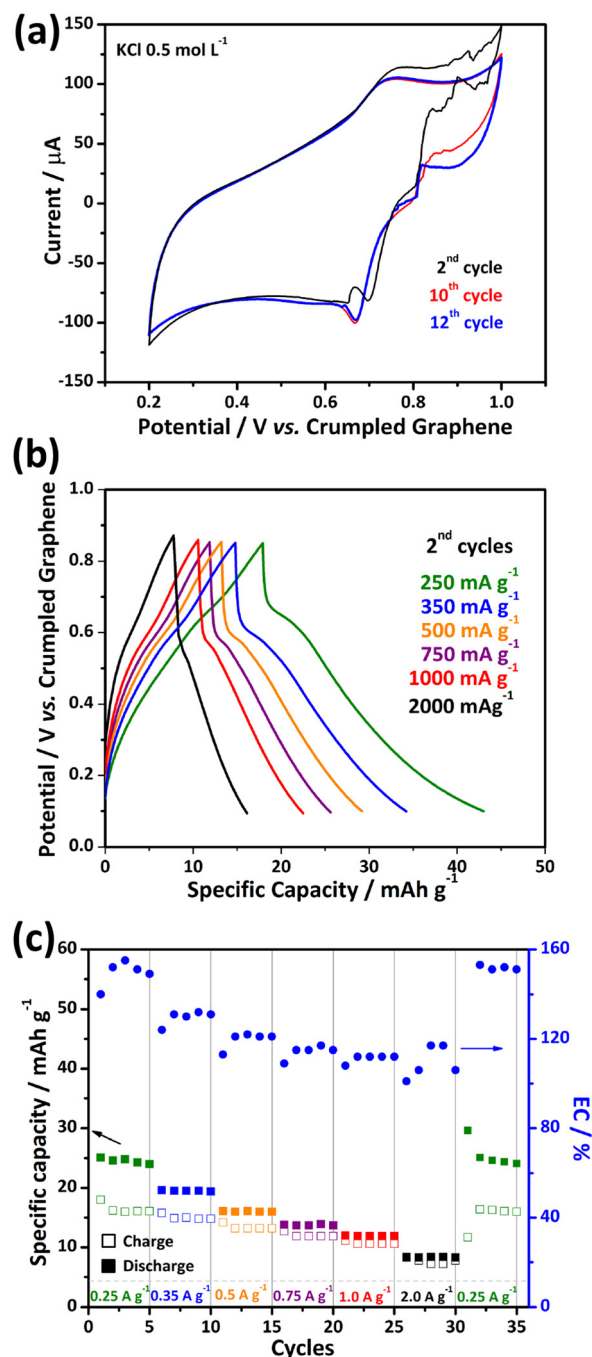 (a)
KCl 0.5 mol L⁻¹
150
100
50
0
-50
-100
-150
Current / µA
2nd cycle
10th cycle
12th cycle
0.2 0.4 0.6 0.8 1.0
Potential / V vs. Crumpled Graphene
(b)
1.0
0.8
0.6
0.4
0.2
0.0
Potential / V vs. Crumpled Graphene
2nd cycles
250 mA g⁻¹
350 mA g⁻¹
500 mA g⁻¹
750 mA g⁻¹
1000 mA g⁻¹
2000 mAg⁻¹
0 10 20 30 40 50
Specific Capacity / mAh g⁻¹
(c)
60
50
40
30
20
10
0
Specific capacity / mAh g⁻¹
160
120
80
40
0
EC / %
Charge
Discharge
0.25 A g⁻¹ 0.35 A g⁻¹ 0.5 A g⁻¹ 0.75 A g⁻¹ 1.0 A g⁻¹ 2.0 A g⁻¹ 0.25 A g⁻¹
0 5 10 15 20 25 30 35
Cycles